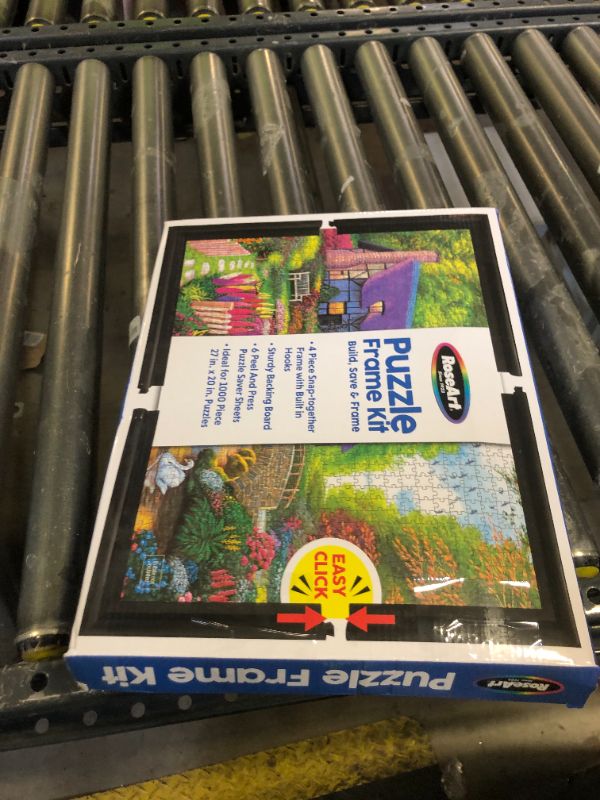 RoseArt
Since 1923
Puzzle
Frame Kit
Build, Save & Frame
• 4 Piece Snap-together
Frame with Built in
Hooks
• Sturdy Backing Board
• 6 Peel And Press
Puzzle Saver Sheets
• Ideal for 1000 Piece
27 in. x 20 in. Puzzles
EASY
CLICK
RoseArt
Puzzle Frame Kit